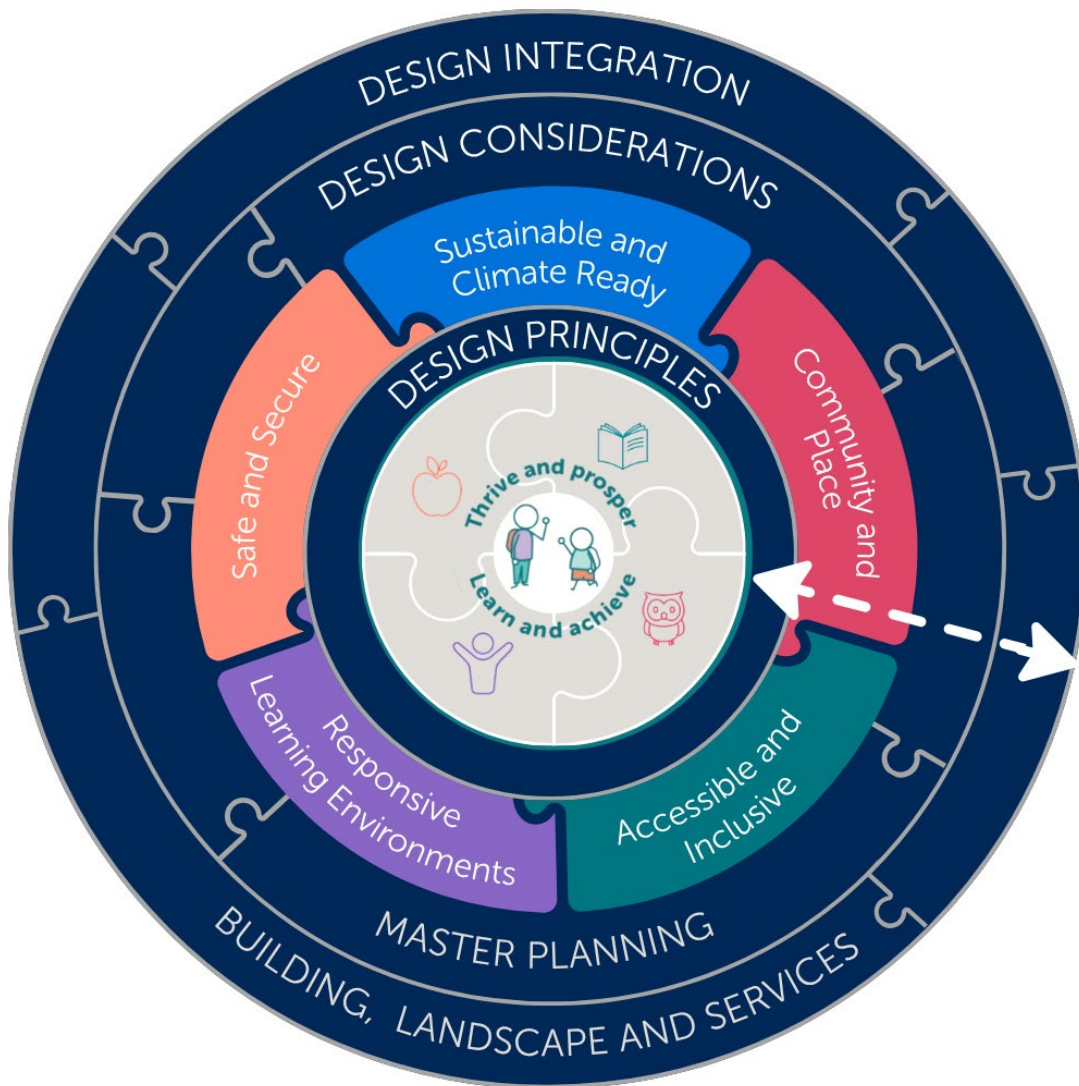 DESIGN INTEGRATION
DESIGN CONSIDERATIONS
Sustainable and
Climate Ready
DESIGN PRINCIPLES
Safe and Secure
Community and
Place
Thrive and prosper
Learn and achieve
Responsive
Learning Environments
Accessible and
Inclusive
MASTER PLANNING
BUILDING, LANDSCAPE AND SERVICES